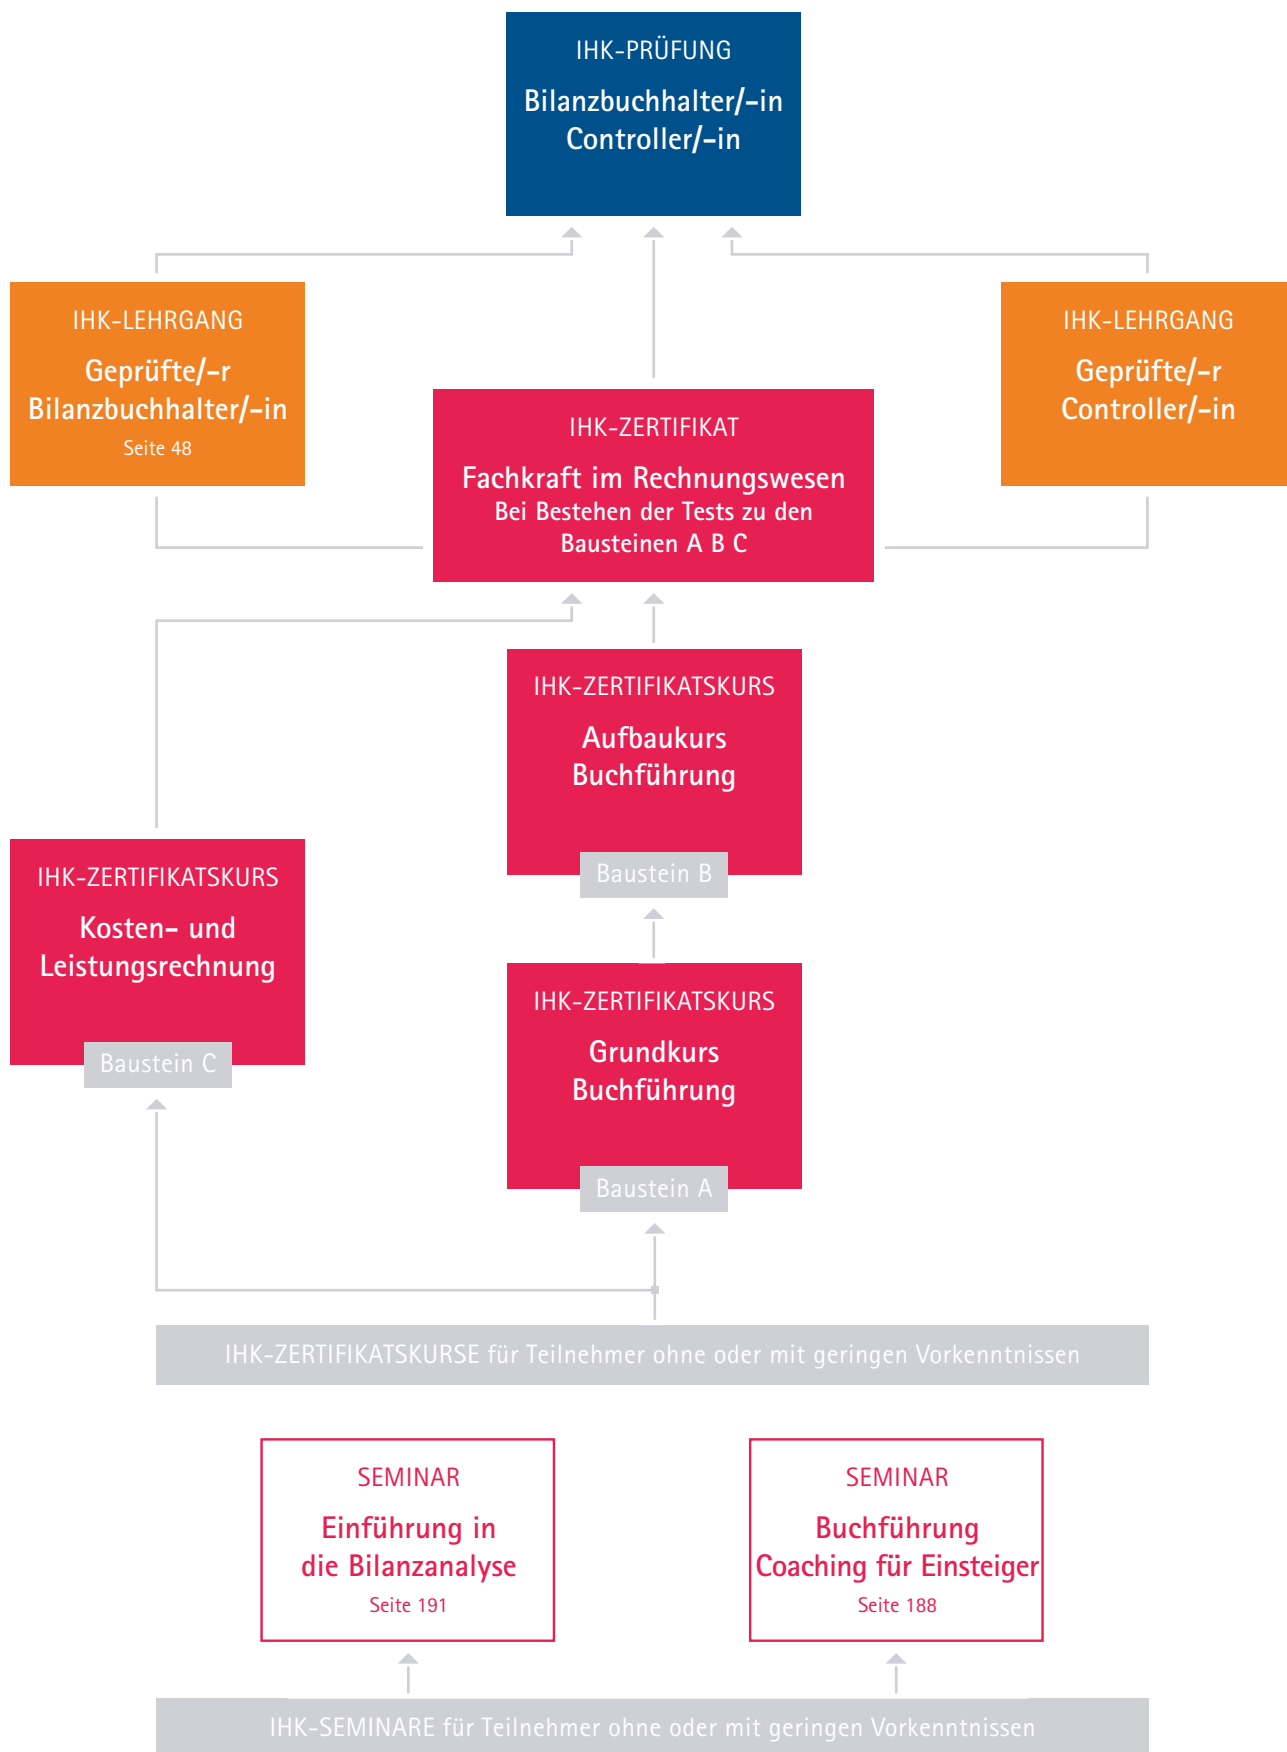 IHK-PRÜFUNG
Bilanzbuchhalter/-in
Controller/-in
IHK-LEHRGANG
Geprüfte/-r
Bilanzbuchhalter/-in
Seite 48
IHK-LEHRGANG
Geprüfte/-r
Controller/-in
IHK-ZERTIFIKAT
Fachkraft im Rechnungswesen
Bei Bestehen der Tests zu den
Bausteinen A B C
IHK-ZERTIFIKATSKURS
Aufbaukurs
Buchführung
Baustein B
IHK-ZERTIFIKATSKURS
Kosten- und
Leistungsrechnung
Baustein C
IHK-ZERTIFIKATSKURS
Grundkurs
Buchführung
Baustein A
IHK-ZERTIFIKATSKURSE für Teilnehmer ohne oder mit geringen Vorkenntnissen
SEMINAR
Einführung in
die Bilanzanalyse
Seite 191
SEMINAR
Buchführung
Coaching für Einsteiger
Seite 188
IHK-SEMINARE für Teilnehmer ohne oder mit geringen Vorkenntnissen